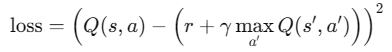 loss = ( Q(s, a) − ( r + γ max_{a′} Q(s′, a′) ) )²